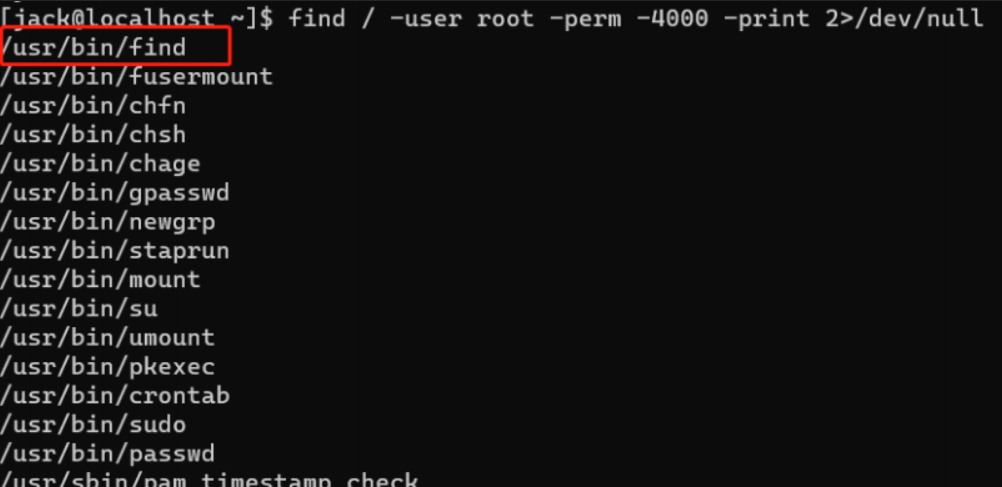 [jack@localhost ~]$ find / -user root -perm -4000 -print 2>/dev/null
/usr/bin/find
/usr/bin/fusermount
/usr/bin/chfn
/usr/bin/chsh
/usr/bin/chage
/usr/bin/gpasswd
/usr/bin/newgrp
/usr/bin/staprun
/usr/bin/mount
/usr/bin/su
/usr/bin/umount
/usr/bin/pkexec
/usr/bin/crontab
/usr/bin/sudo
/usr/bin/passwd
/usr/sbin/pam_timestamp_check